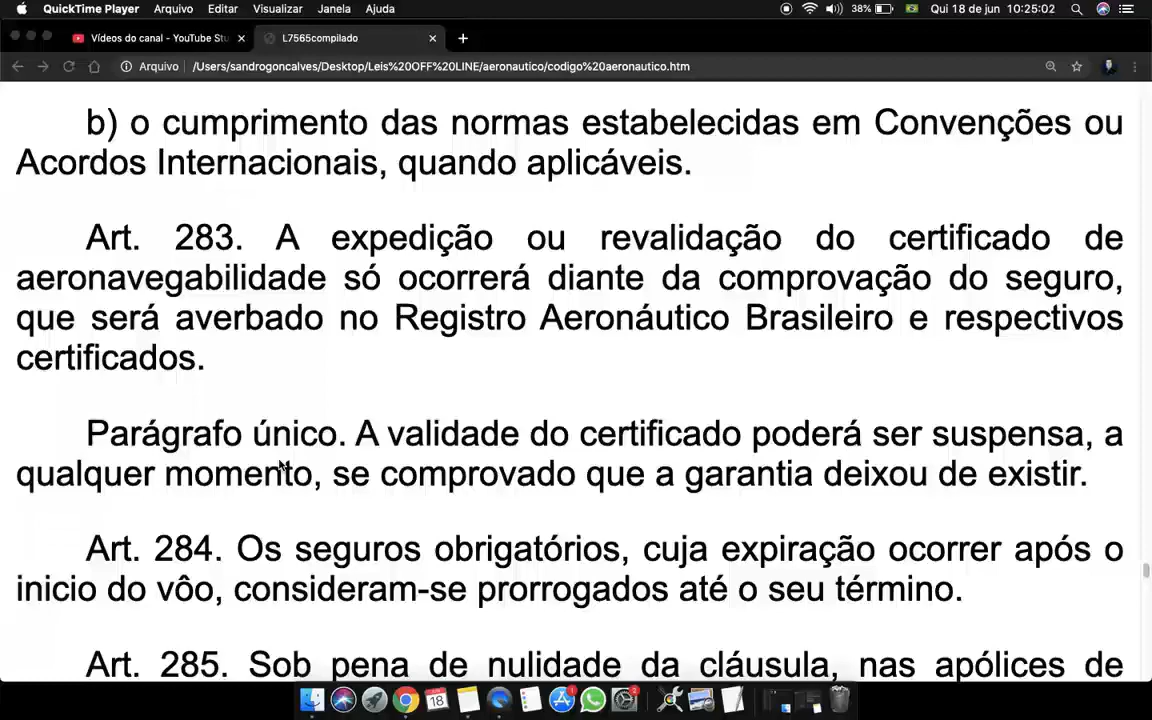 QuickTime Player Arquivo Editar Visualizar Janela Ajuda 38% Qui 18 de jun 10:25:02
Vídeos do canal - YouTube Stu L7565compilado
Arquivo /Users/sandrogoncalves/Desktop/Leis%20OFF%20LINE/aeronautico/codigo%20aeronautico.htm
b) o cumprimento das normas estabelecidas em Convenções ou
Acordos Internacionais, quando aplicáveis.
Art. 283. A expedição ou revalidação do certificado de
aeronavegabilidade só ocorrerá diante da comprovação do seguro,
que será averbado no Registro Aeronáutico Brasileiro e respectivos
certificados.
Parágrafo único. A validade do certificado poderá ser suspensa, a
qualquer momento, se comprovado que a garantia deixou de existir.
Art. 284. Os seguros obrigatórios, cuja expiração ocorrer após o
inicio do vôo, consideram-se prorrogados até o seu término.
Art. 285. Sob pena de nulidade da cláusula, nas apólices de